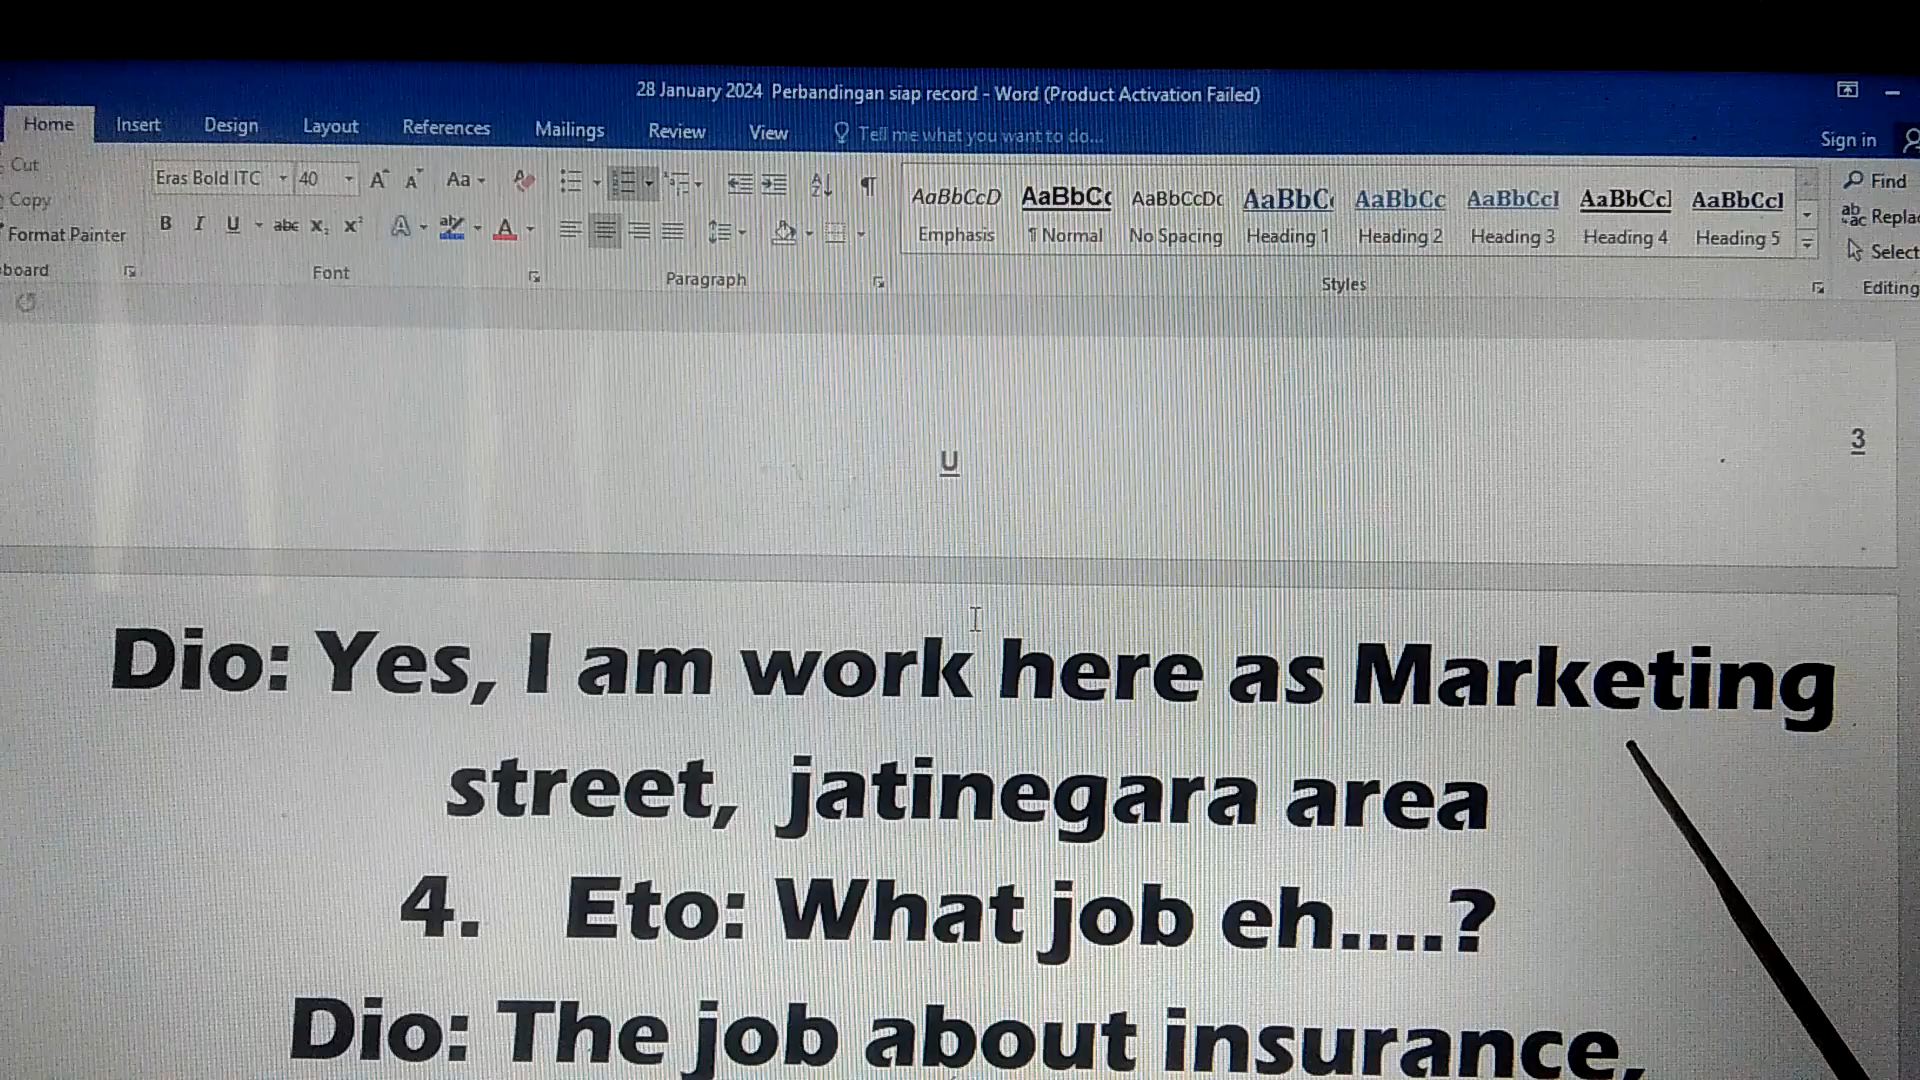 28 January 2024 Perbandingan siap record - Word (Product Activation Failed)
Home Insert Design Layout References Mailings Review View Tell me what you want to do... Sign in
Cut
Copy
Format Painter
board
Eras Bold ITC 40
Font
Paragraph
AaBbCcD AaBbCc AaBbCcDc AaBbC AaBbCc AaBbCcI AaBbCcI AaBbCcI
Emphasis ¶ Normal No Spacing Heading 1 Heading 2 Heading 3 Heading 4 Heading 5
Styles
Find
Repla
Select
Editing
U
3
Dio: Yes, I am work here as Marketing
street, jatinegara area
4. Eto: What job eh....?
Dio: The job about insurance,